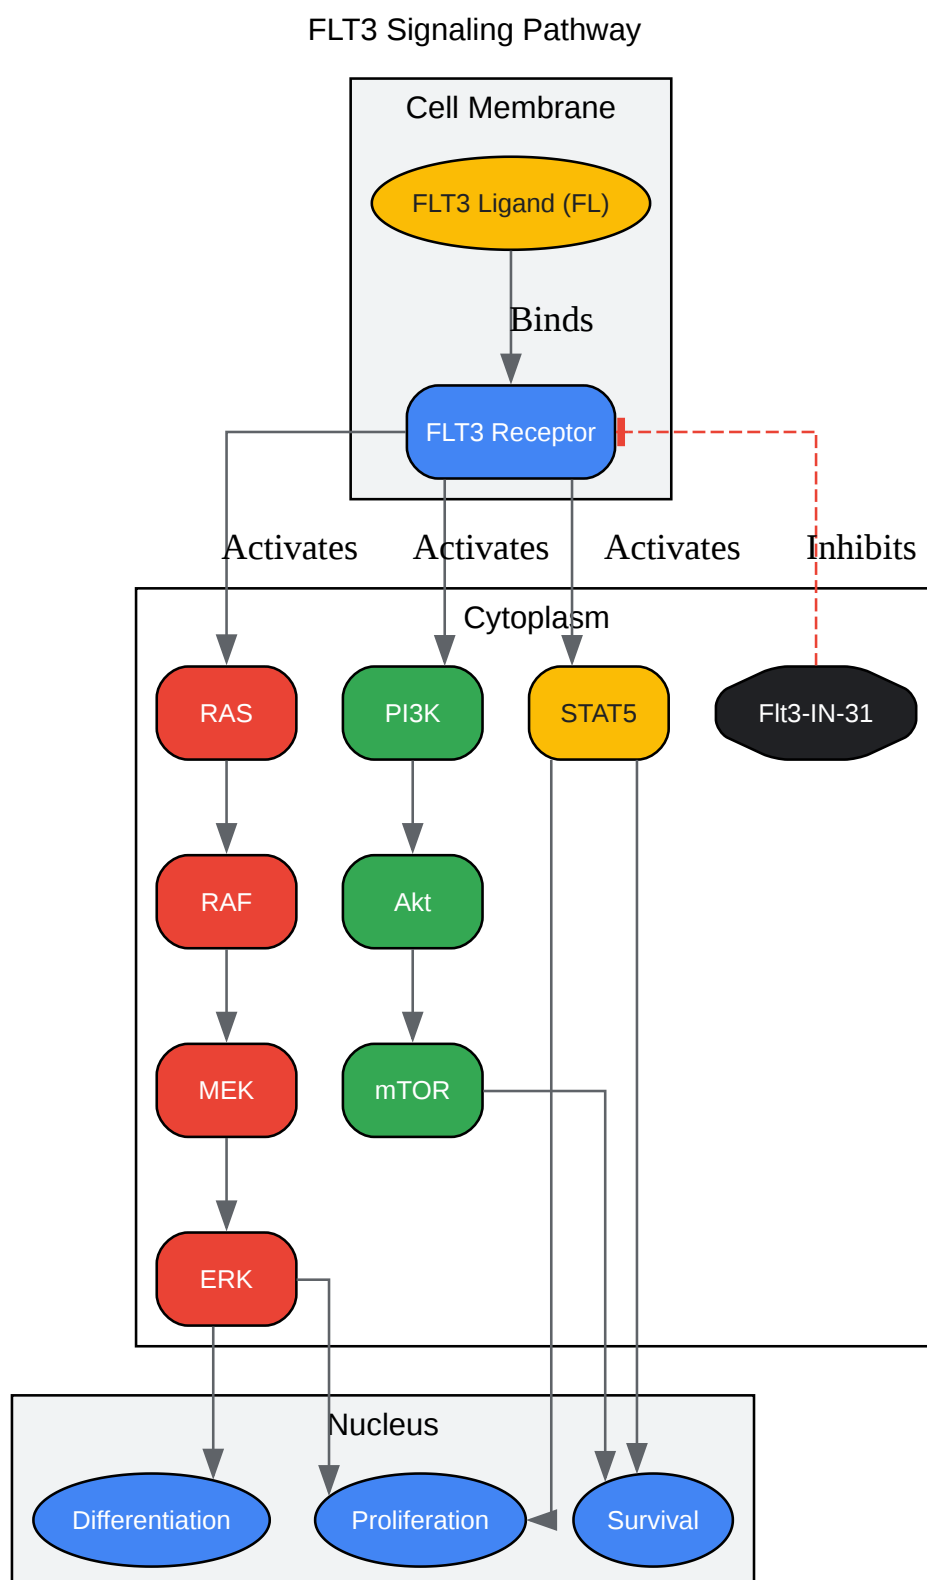 FLT3 Signaling Pathway
Cell Membrane
FLT3 Ligand (FL)
Binds
FLT3 Receptor
Activates
Activates
Activates
Inhibits
Cytoplasm
RAS
PI3K
STAT5
Flt3-IN-31
RAF
Akt
MEK
mTOR
ERK
Nucleus
Differentiation
Proliferation
Survival